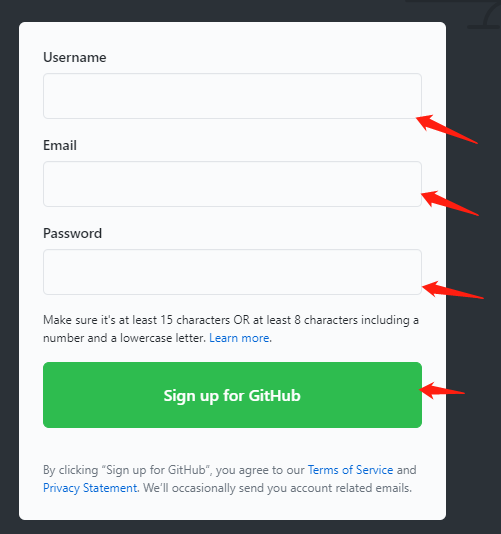 Username
Email
Password
Make sure it's at least 15 characters OR at least 8 characters including a
number and a lowercase letter. Learn more.
Sign up for GitHub
By clicking “Sign up for GitHub”, you agree to our Terms of Service and
Privacy Statement. We’ll occasionally send you account related emails.